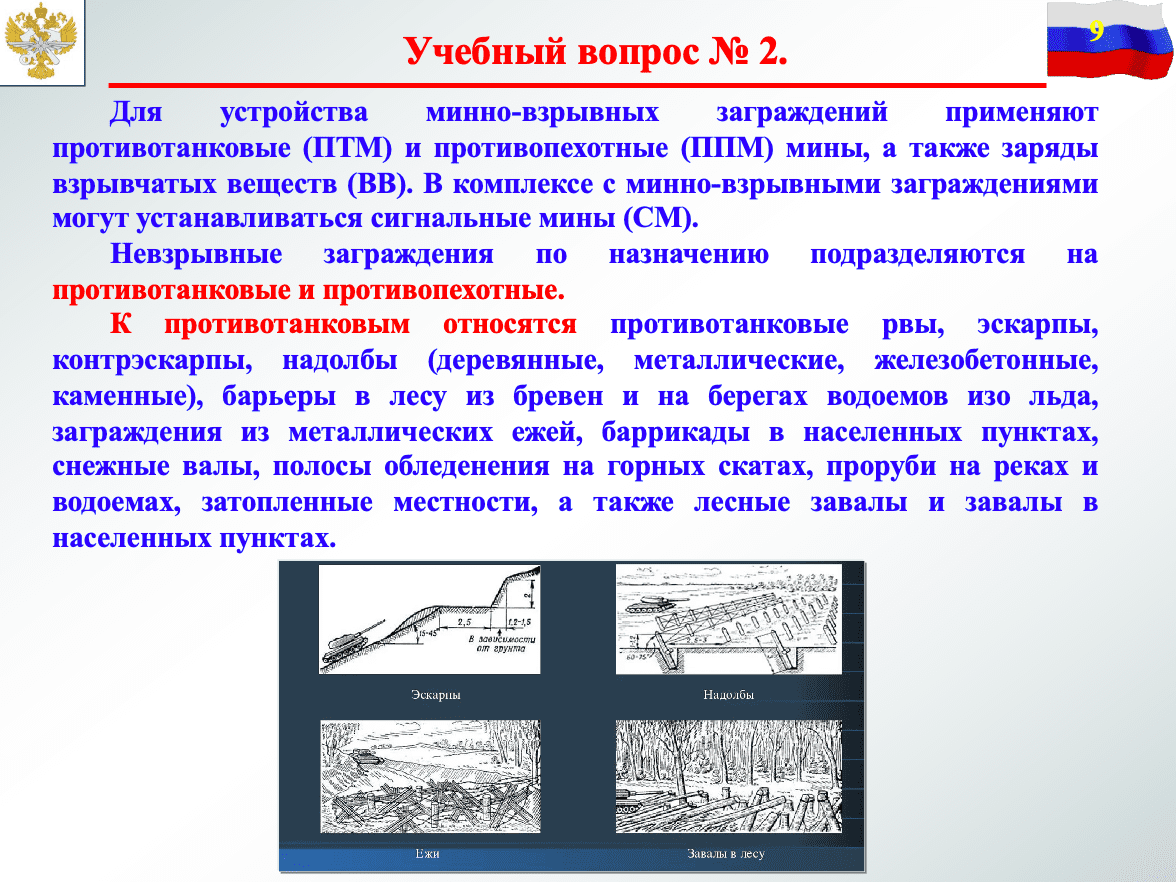 9
Учебный вопрос № 2.
Для устройства минно-взрывных заграждений применяют
противотанковые (ПТМ) и противопехотные (ППМ) мины, а также заряды
взрывчатых веществ (ВВ). В комплексе с минно-взрывными заграждениями
могут устанавливаться сигнальные мины (СМ).
Невзрывные заграждения по назначению подразделяются на
противотанковые и противопехотные.
К противотанковым относятся противотанковые рвы, эскарпы,
контрэскарпы, надолбы (деревянные, металлические, железобетонные,
каменные), барьеры в лесу из бревен и на берегах водоемов изо льда,
заграждения из металлических ежей, баррикады в населенных пунктах,
снежные валы, полосы обледенения на горных скатах, проруби на реках и
водоемах, затопленные местности, а также лесные завалы и завалы в
населенных пунктах.
2
2,5
1,2-1,5
15-45°
В зависимости
от грунта
60-75°
Эскарпы
Надолбы
Ежи
Завалы в лесу